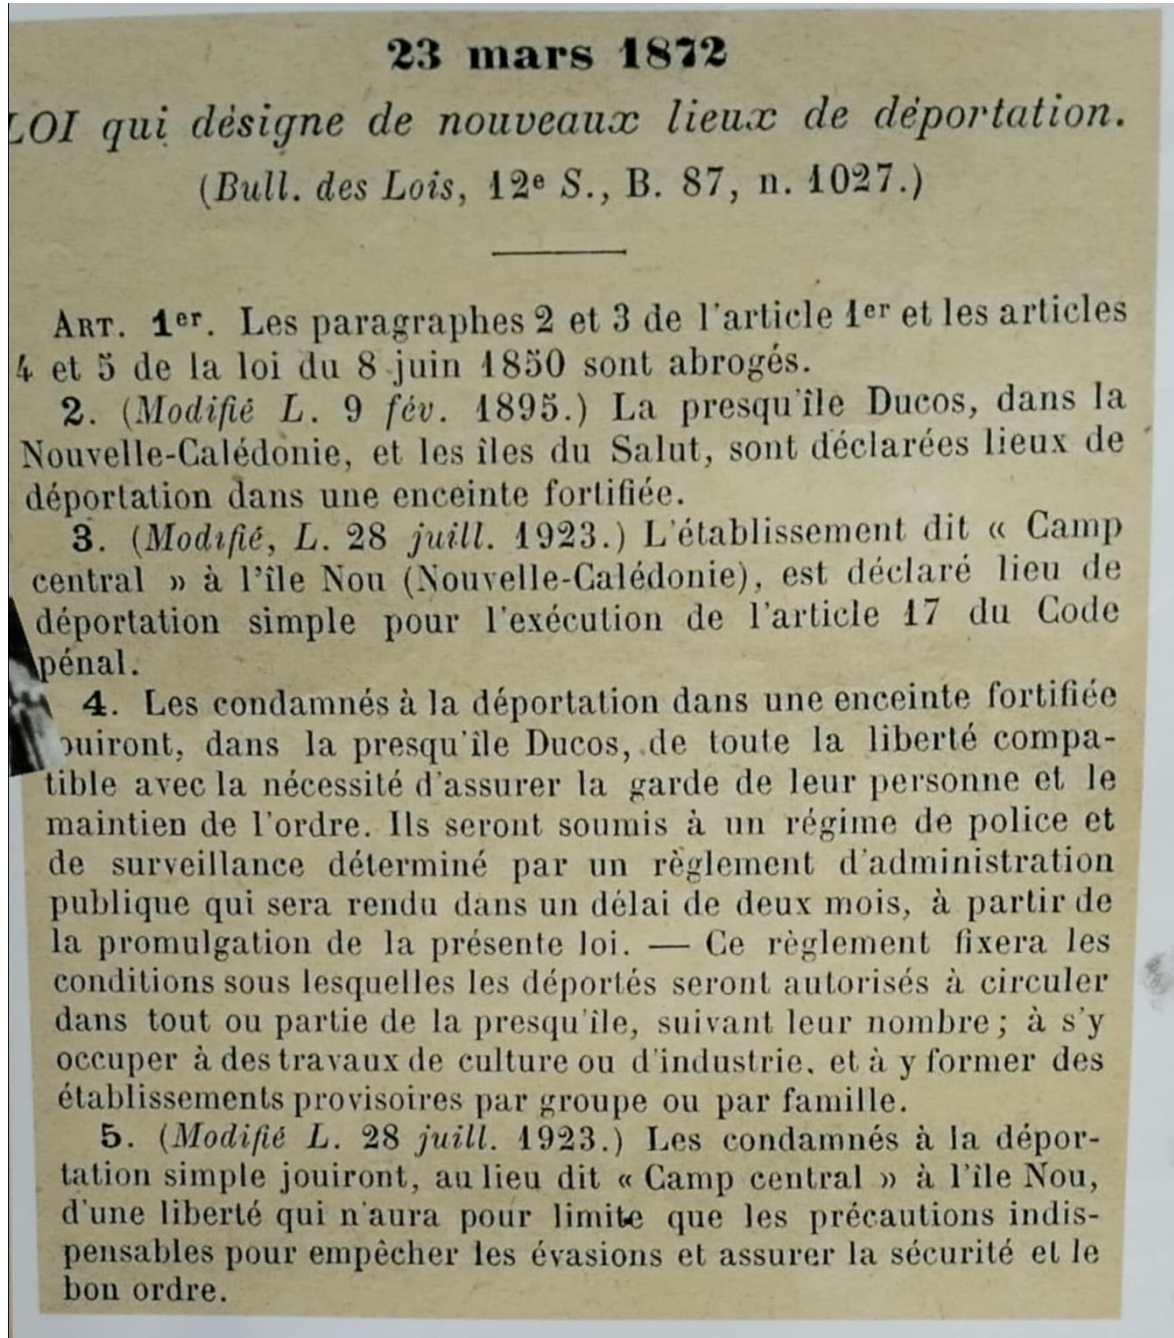 23 mars 1872
LOI qui désigne de nouveaux lieux de déportation.
(Bull. des Lois, 12e S., B. 87, n. 1027.)
ART. 1er. Les paragraphes 2 et 3 de l'article 1er et les articles
4 et 5 de la loi du 8 juin 1850 sont abrogés.
2. (Modifié L. 9 fév. 1895.) La presqu'île Ducos, dans la
Nouvelle-Calédonie, et les îles du Salut, sont déclarées lieux de
déportation dans une enceinte fortifiée.
3. (Modifié, L. 28 juill. 1923.) L'établissement dit « Camp
central » à l'île Nou (Nouvelle-Calédonie), est déclaré lieu de
déportation simple pour l'exécution de l'article 17 du Code
pénal.
4. Les condamnés à la déportation dans une enceinte fortifiée
ouiront, dans la presqu'île Ducos, de toute la liberté compa-
tible avec la nécessité d'assurer la garde de leur personne et le
maintien de l'ordre. Ils seront soumis à un régime de police et
de surveillance déterminé par un règlement d'administration
publique qui sera rendu dans un délai de deux mois, à partir de
la promulgation de la présente loi. — Ce règlement fixera les
conditions sous lesquelles les déportés seront autorisés à circuler
dans tout ou partie de la presqu'île, suivant leur nombre; à s'y
occuper à des travaux de culture ou d'industrie, et à y former des
établissements provisoires par groupe ou par famille.
5. (Modifié L. 28 juill. 1923.) Les condamnés à la dépor-
tation simple jouiront, au lieu dit « Camp central » à l'île Nou,
d'une liberté qui n'aura pour limite que les précautions indis-
pensables pour empêcher les évasions et assurer la sécurité et le
bon ordre.